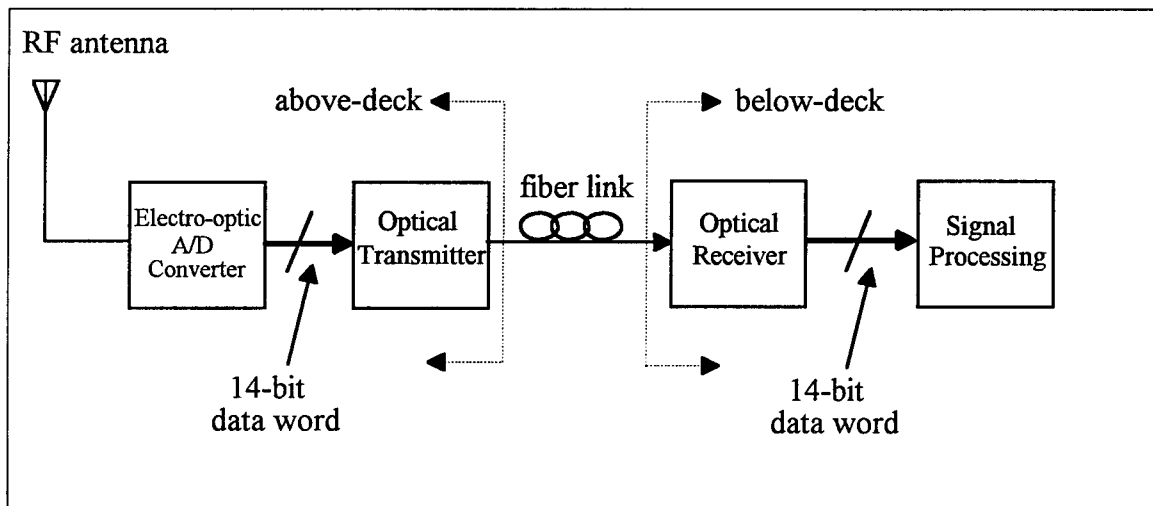 RF antenna
above-deck
below-deck
fiber link
Electro-optic
A/D
Converter
Optical
Transmitter
Optical
Receiver
Signal
Processing
14-bit
data word
14-bit
data word